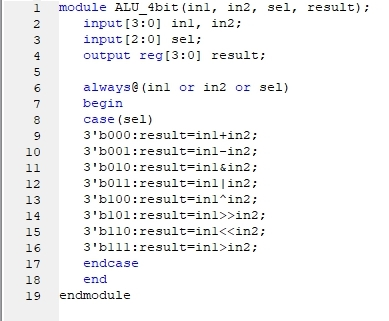 1 module ALU_4bit(in1, in2, sel, result);
2 input[3:0] in1, in2;
3 input[2:0] sel;
4 output reg[3:0] result;
5
6 always@(in1 or in2 or sel)
7 begin
8 case(sel)
9 3'b000:result=in1+in2;
10 3'b001:result=in1-in2;
11 3'b010:result=in1&in2;
12 3'b011:result=in1|in2;
13 3'b100:result=in1^in2;
14 3'b101:result=in1>>in2;
15 3'b110:result=in1<<in2;
16 3'b111:result=in1>in2;
17 endcase
18 end
19 endmodule